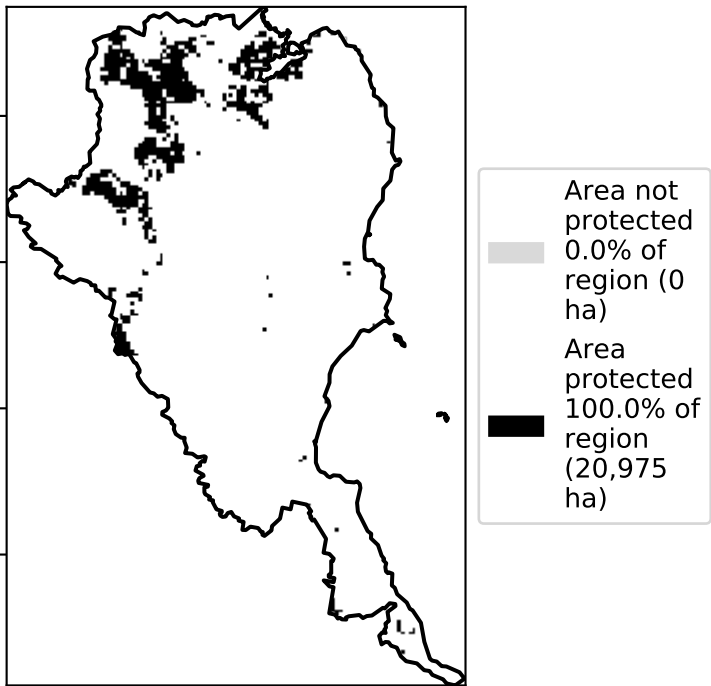 Area not
protected
0.0% of
region (0
ha)
Area
protected
100.0% of
region
(20,975
ha)